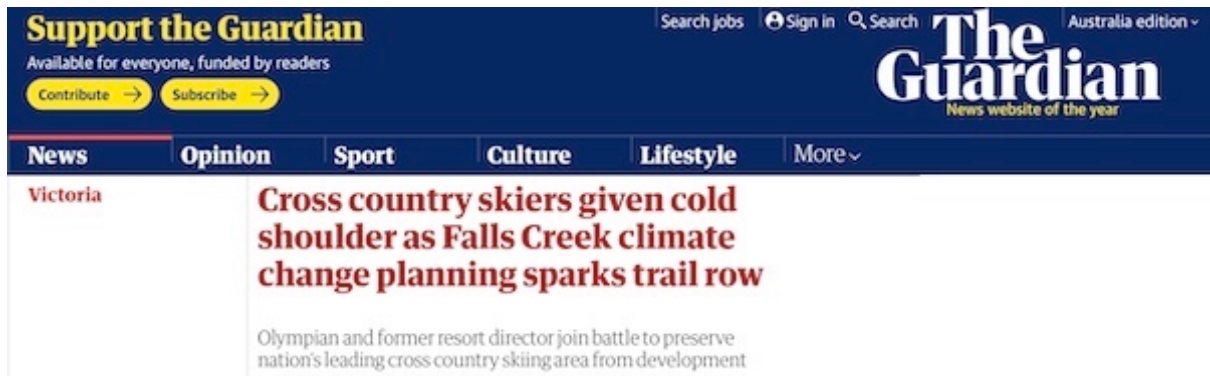 Support the Guardian
Available for everyone, funded by readers
Contribute
Subscribe
Search jobs
Sign in
Search
Australia edition
The
Guardian
News website of the year
News
Opinion
Sport
Culture
Lifestyle
More
Victoria
Cross country skiers given cold
shoulder as Falls Creek climate
change planning sparks trail row
Olympian and former resort director join battle to preserve
nation's leading cross country skiing area from development